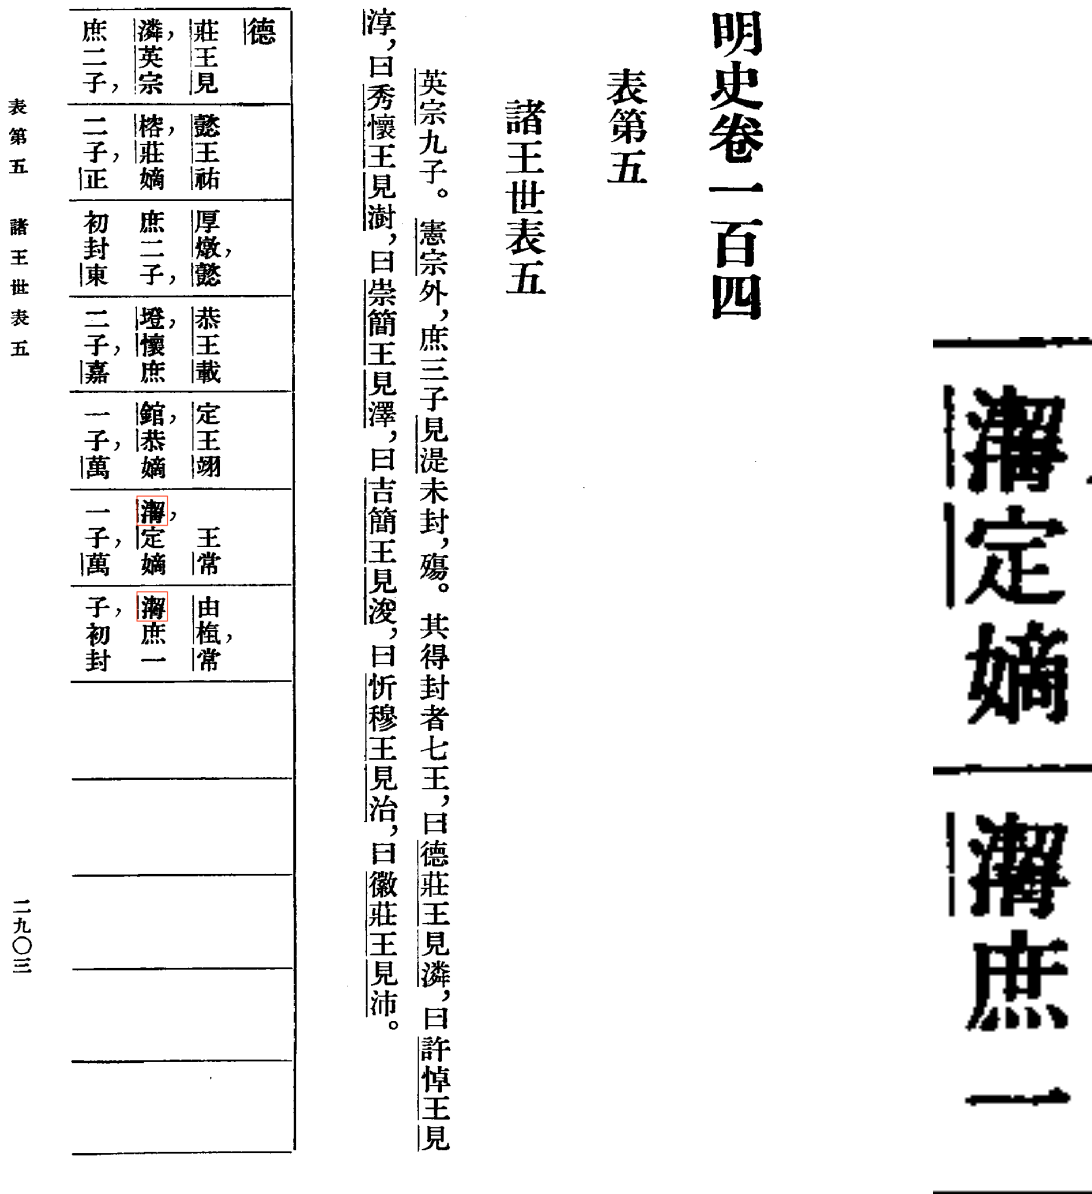 明史卷一百四
表第五
諸王世表五
英宗九子。憲宗外，庶三子見湜未封，殤。其得封者七王，曰德莊王見潾，曰許悼王見
淳，曰秀懷王見澍，曰崇簡王見澤，曰吉簡王見浚，曰忻穆王見治，曰徽莊王見沛。
德
莊王見
潾，英宗
庶二子，
懿王祐
榕，莊嫡
二子，正
厚燉，懿
庶二子，
初封東
恭王載
墱，懷庶
二子，嘉
定王翊
錧，恭嫡
一子，萬
王常
，定嫡
一子，萬
由樞，常
庶一
子，初封
表第五　諸王世表五
二九〇三
定嫡
庶一